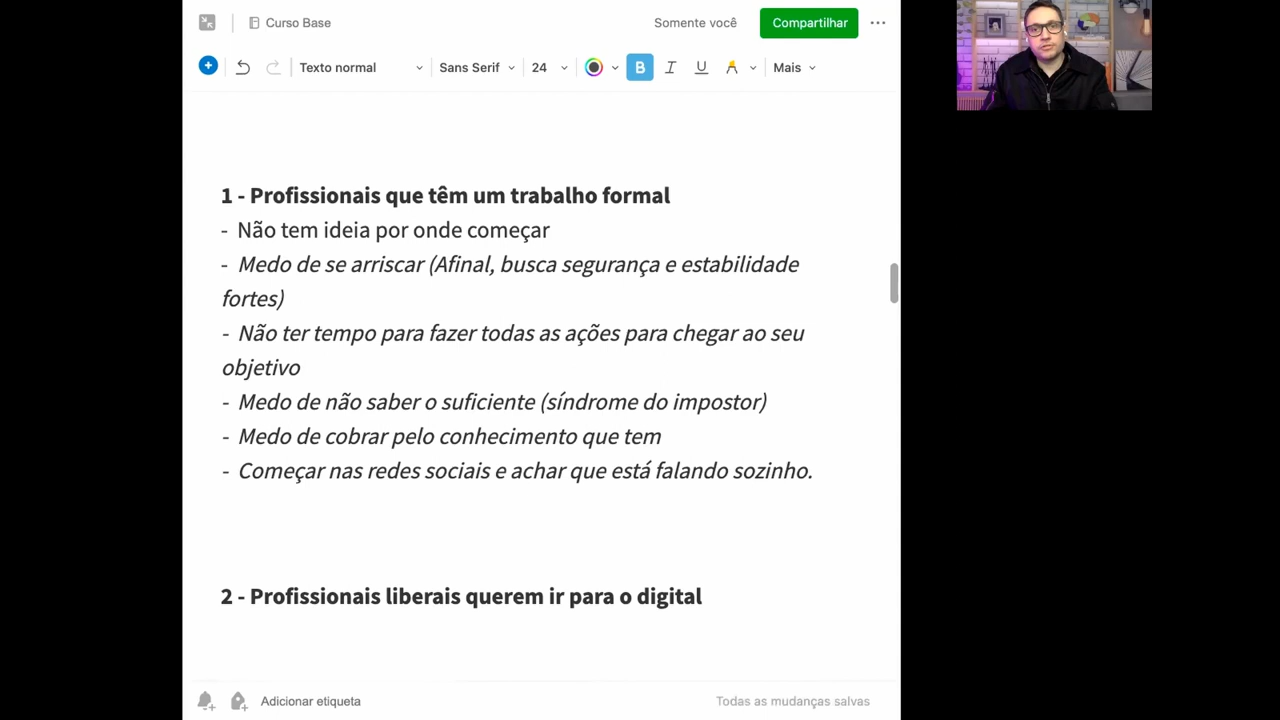 Curso Base
Somente você
Compartilhar
Texto normal
Sans Serif
24
B
I
U
A
Mais
1 - Profissionais que têm um trabalho formal
- Não tem ideia por onde começar
- Medo de se arriscar (Afinal, busca segurança e estabilidade
fortes)
- Não ter tempo para fazer todas as ações para chegar ao seu
objetivo
- Medo de não saber o suficiente (síndrome do impostor)
- Medo de cobrar pelo conhecimento que tem
- Começar nas redes sociais e achar que está falando sozinho.
2 - Profissionais liberais querem ir para o digital
Adicionar etiqueta
Todas as mudanças salvas